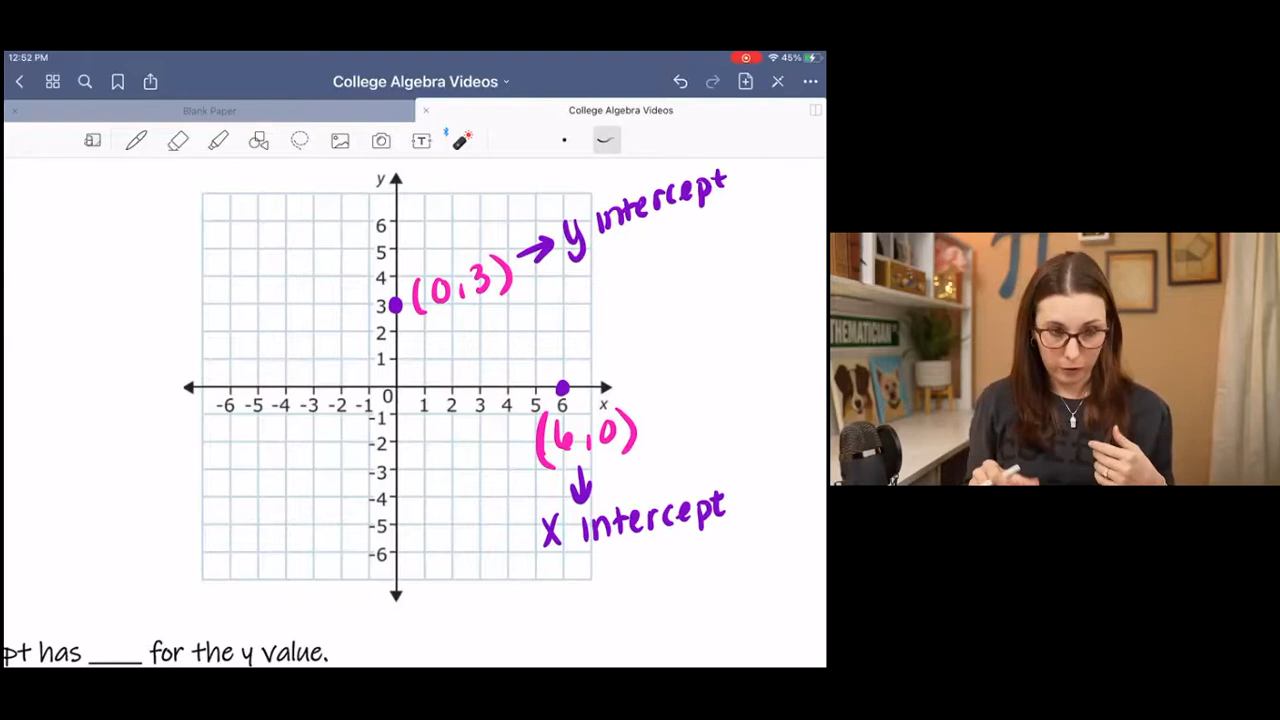 12:52 PM
45%
College Algebra Videos
Blank Paper
College Algebra Videos
T
y
y intercept
6
5
4
(0,3)
3
2
1
-6 -5 -4 -3 -2 -1 0 1 2 3 4 5 6 x
-1
(6,0)
-2
-3
-4
x intercept
-5
-6
pt has ____ for the y value.
MATHEMATICIAN